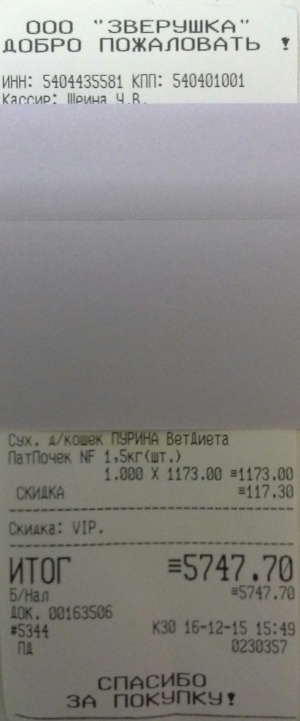 ООО "ЗВЕРУШКА"
ДОБРО ПОЖАЛОВАТЬ !
ИНН: 5404435581 КПП: 540401001
Кассир: Шеина Ч.В.
Сух. д/кошек ПУРИНА ВетДиета
ПатПочек NF 1,5кг(шт.)
1.000 X 1173.00 ≡1173.00
СКИДКА ≡117.30
Скидка: VIP.
ИТОГ ≡5747.70
Б/Нал ≡5747.70
ДОК. 00163506
#5344 К30 16-12-15 15:49
ПД 0230357
СПАСИБО
ЗА ПОКУПКУ!